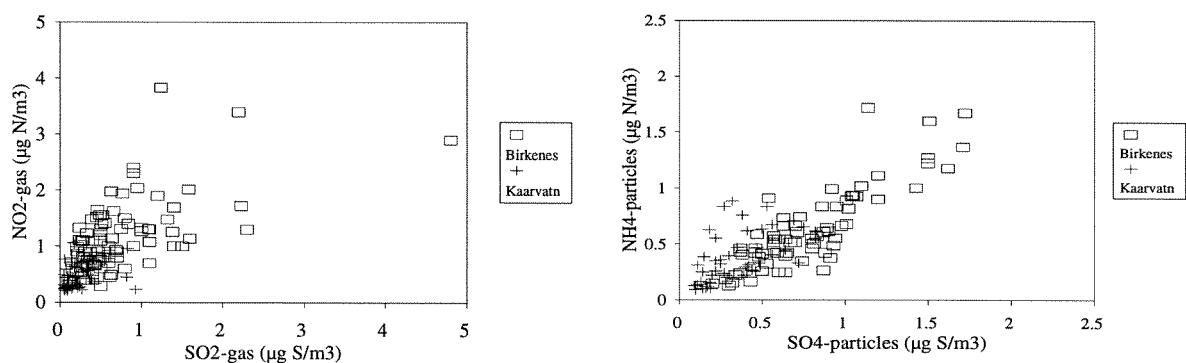 5
4
3
2
1
0
NO2-gas (µg N/m3)
0 1 2 3 4 5
SO2-gas (µg S/m3)
Birkenes
+ Kaarvatn
2.5
2
1.5
1
0.5
0
NH4-particles (µg N/m3)
0 0.5 1 1.5 2 2.5
SO4-particles (µg S/m3)
Birkenes
+ Kaarvatn